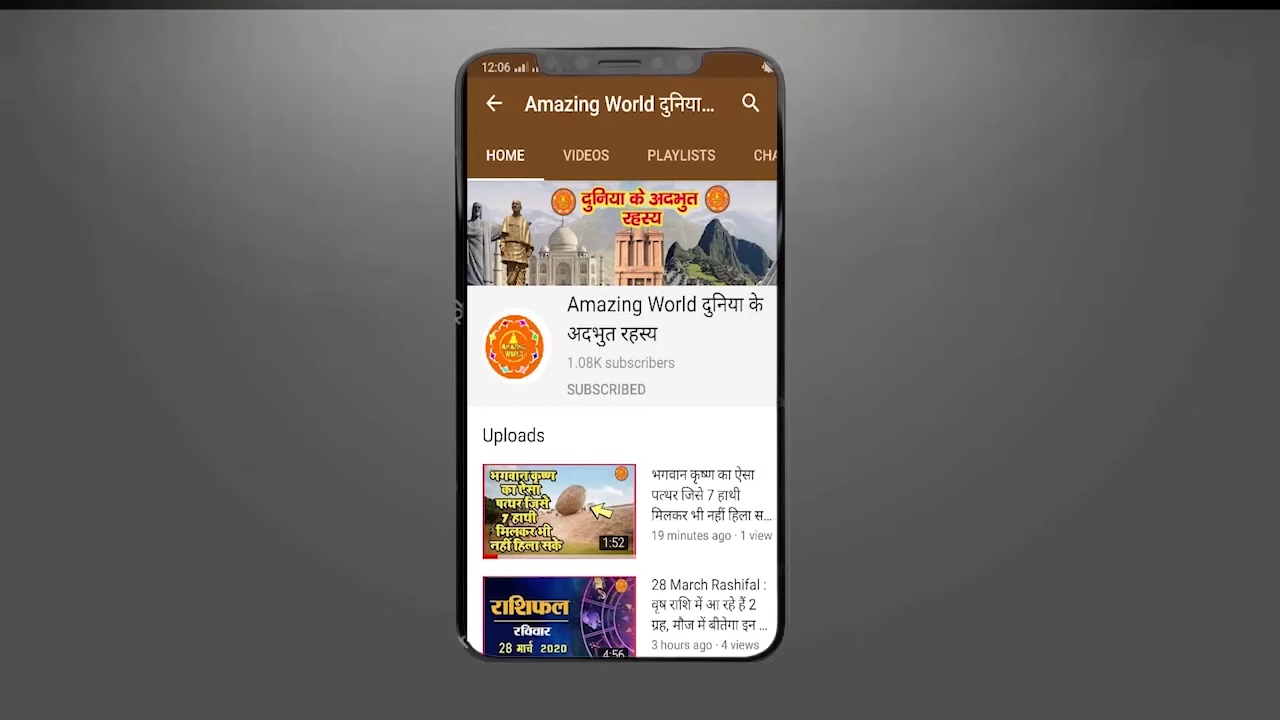 12:06
Amazing World दुनिया...
HOME VIDEOS PLAYLISTS CHA
दुनिया के अदभुत
रहस्य
Amazing World दुनिया के
अदभुत रहस्य
AMAZING
WORLD
1.08K subscribers
SUBSCRIBED
Uploads
भगवान कृष्ण
का ऐसा
पत्थर जिसे
7 हाथी
मिलकर भी
नहीं हिला सके
1:52
भगवान कृष्ण का ऐसा
पत्थर जिसे 7 हाथी
मिलकर भी नहीं हिला स...
19 minutes ago · 1 view
राशिफल
रविवार
28 मार्च 2020
4:56
28 March Rashifal :
वृष राशि में आ रहे हैं 2
ग्रह, मौज में बीतेगा इन ...
3 hours ago · 4 views